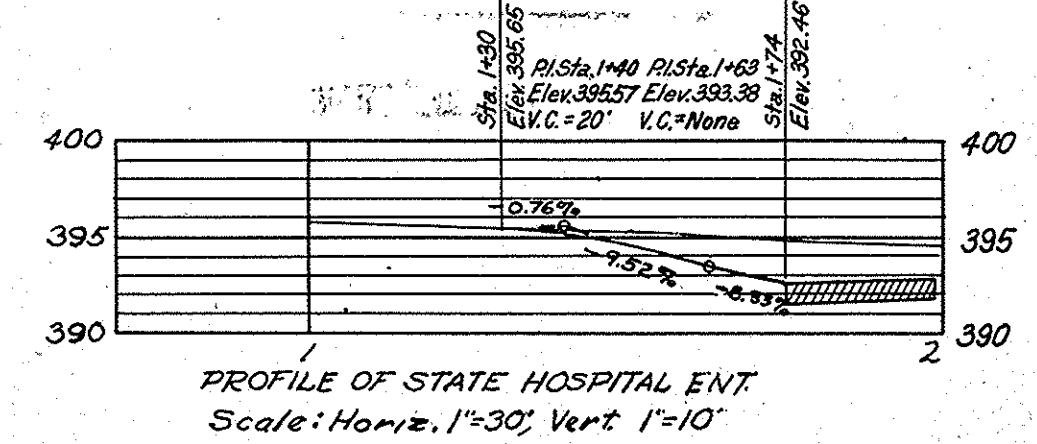 Sta. 1+30
Elev. 395.65
P.I.Sta. 1+40 P.I.Sta. 1+63
Elev. 395.57 Elev. 393.38
V.C. = 20' V.C. = None
Sta. 1+74
Elev. 392.46
400 400
-0.76%
395 395
-9.52%
-8.33%
390 390
1 2
PROFILE OF STATE HOSPITAL ENT.
Scale: Horiz. 1"=30', Vert. 1"=10'